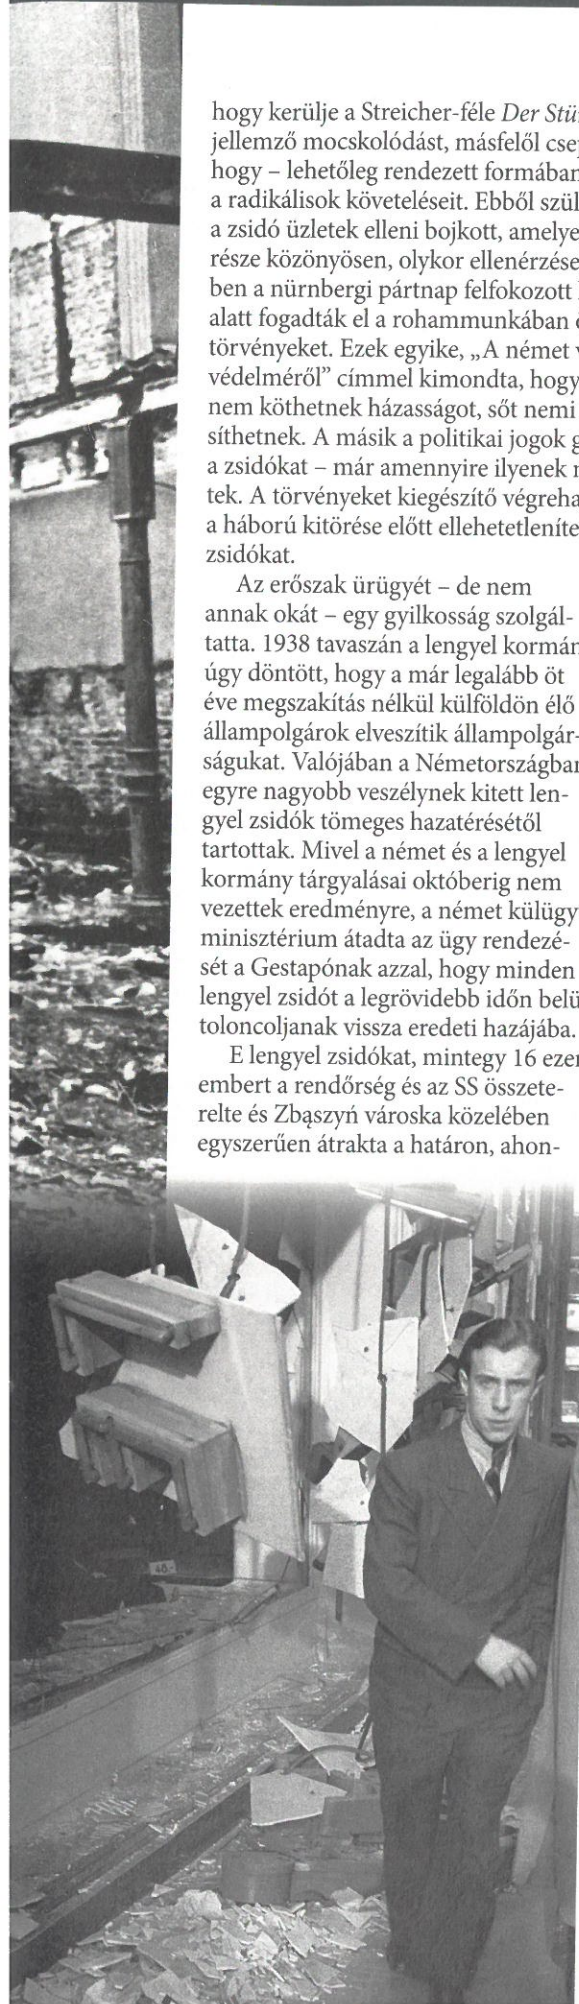 hogy kerülje a Streicher-féle Der Stü
jellemző mocskolódást, másfelől csep
hogy – lehetőleg rendezett formában
a radikálisok követeléseit. Ebből szül
a zsidó üzletek elleni bojkott, amelye
része közönyösen, olykor ellenérzése
ben a nürnbergi pártnap felfokozott
alatt fogadták el a rohammunkában
törvényeket. Ezek egyike, „A német v
védelméről” címmel kimondta, hogy
nem köthetnek házasságot, sőt nemi
síthetnek. A másik a politikai jogok g
a zsidókat – már amennyire ilyenek
tek. A törvényeket kiegészítő végreha
a háború kitörése előtt ellehetetleníte
zsidókat.
Az erőszak ürügyét – de nem
annak okát – egy gyilkosság szolgál-
tatta. 1938 tavaszán a lengyel kormán
úgy döntött, hogy a már legalább öt
éve megszakítás nélkül külföldön élő
állampolgárok elveszítik állampolgár-
ságukat. Valójában a Németországban
egyre nagyobb veszélynek kitett len-
gyel zsidók tömeges hazatérésétől
tartottak. Mivel a német és a lengyel
kormány tárgyalásai októberig nem
vezettek eredményre, a német külügy
minisztérium átadta az ügy rendezé-
sét a Gestapónak azzal, hogy minden
lengyel zsidót a legrövidebb időn belü
toloncoljanak vissza eredeti hazájába.
E lengyel zsidókat, mintegy 16 ezer
embert a rendőrség és az SS összete-
relte és Zbąszyń városka közelében
egyszerűen átrakta a határon, ahon-
48.-